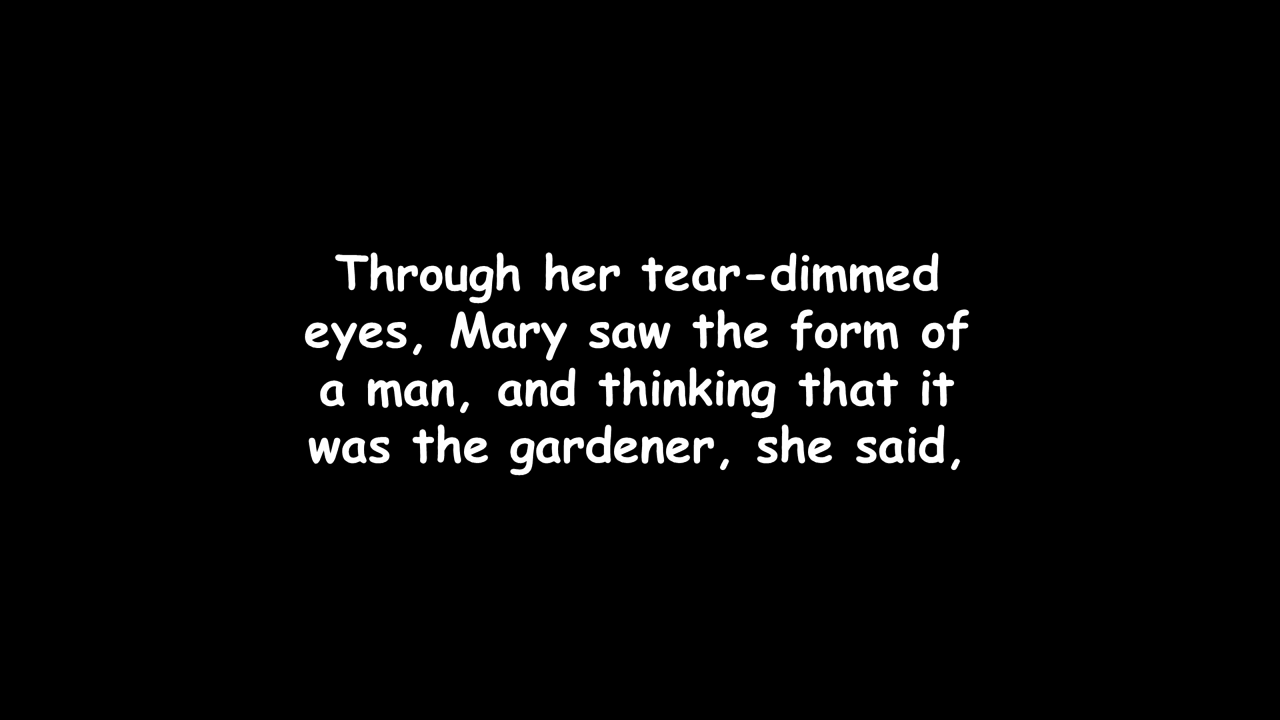 Through her tear-dimmed
eyes, Mary saw the form of
a man, and thinking that it
was the gardener, she said,